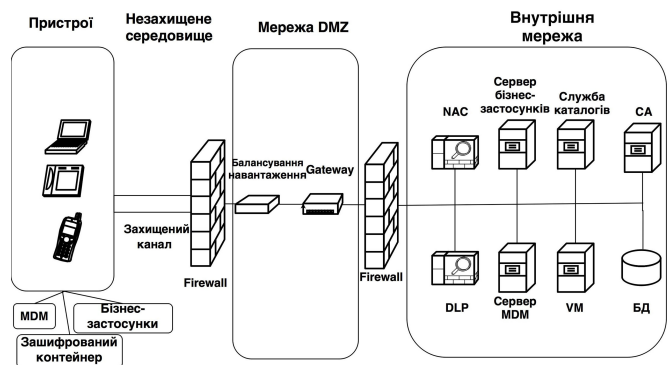 Пристрої
Незахищене
середовище
Мережа DMZ
Внутрішня
мережа
Захищений
канал
Firewall
Балансування
навантаження
Gateway
Firewall
NAC
Сервер
бізнес-
застосунків
Служба
каталогів
CA
DLP
Сервер
MDM
VM
БД
MDM
Бізнес-
застосунки
Зашифрований
контейнер